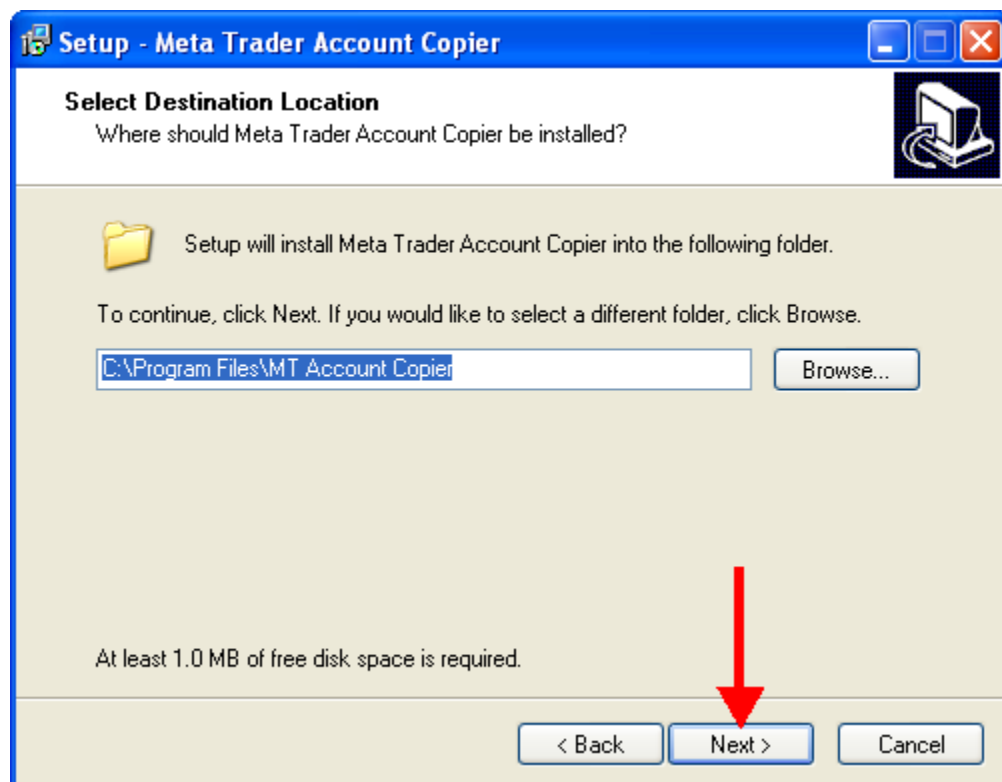 Setup - Meta Trader Account Copier
Select Destination Location
Where should Meta Trader Account Copier be installed?
Setup will install Meta Trader Account Copier into the following folder.
To continue, click Next. If you would like to select a different folder, click Browse.
C:\Program Files\MT Account Copier
Browse...
At least 1.0 MB of free disk space is required.
< Back
Next >
Cancel